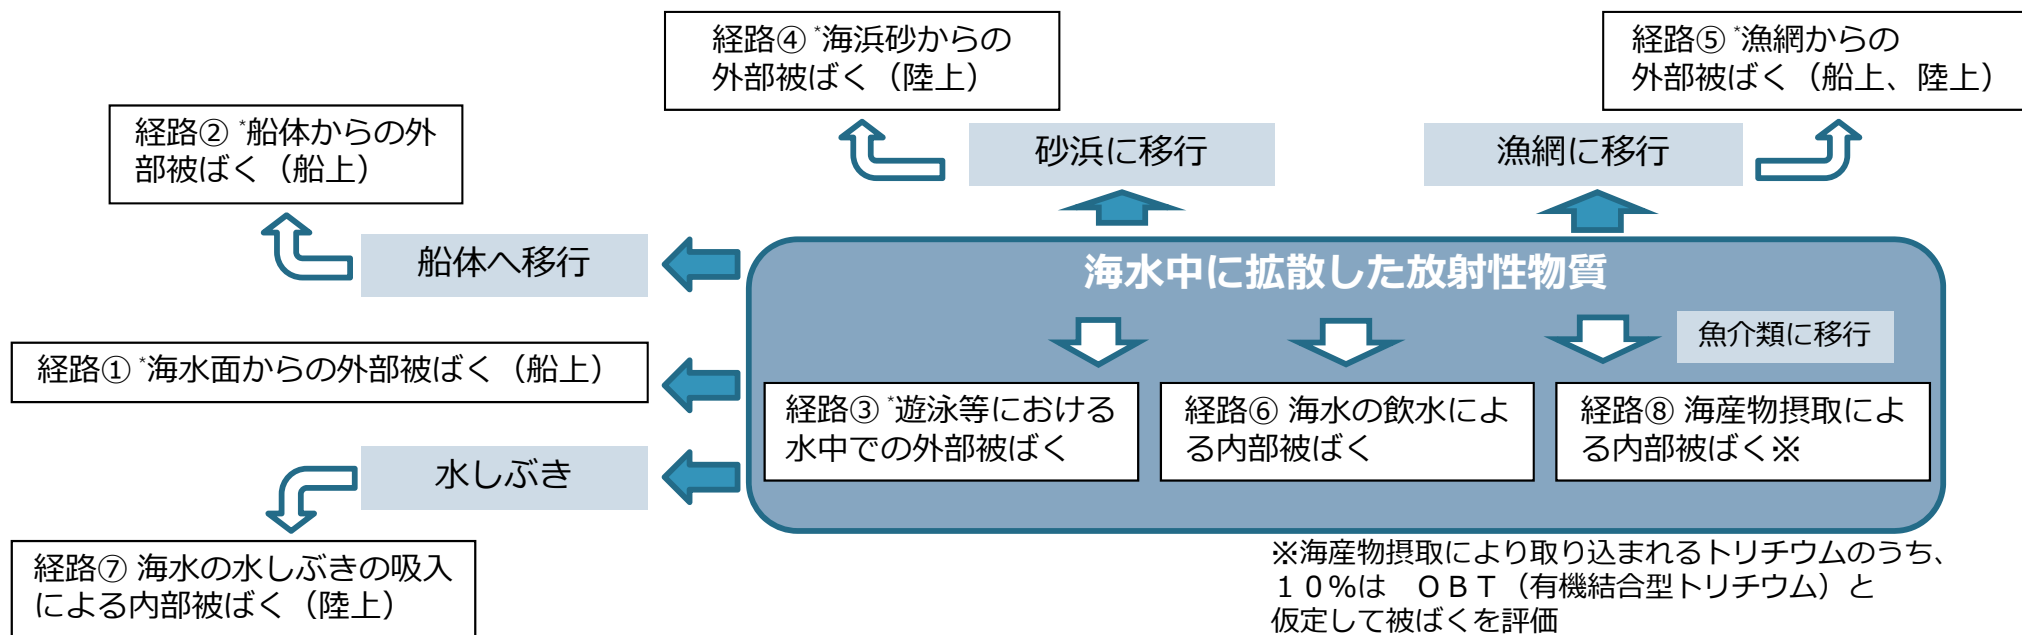 経路④ *海浜砂からの
外部被ばく（陸上）
経路⑤ *漁網からの
外部被ばく（船上、陸上）
経路② *船体からの外
部被ばく（船上）
砂浜に移行
漁網に移行
船体へ移行
海水中に拡散した放射性物質
魚介類に移行
経路① *海水面からの外部被ばく（船上）
経路③ *遊泳等における
水中での外部被ばく
経路⑥ 海水の飲水によ
る内部被ばく
経路⑧ 海産物摂取によ
る内部被ばく※
水しぶき
経路⑦ 海水の水しぶきの吸入
による内部被ばく（陸上）
※海産物摂取により取り込まれるトリチウムのうち、
１０％は　ＯＢＴ（有機結合型トリチウム）と
仮定して被ばくを評価